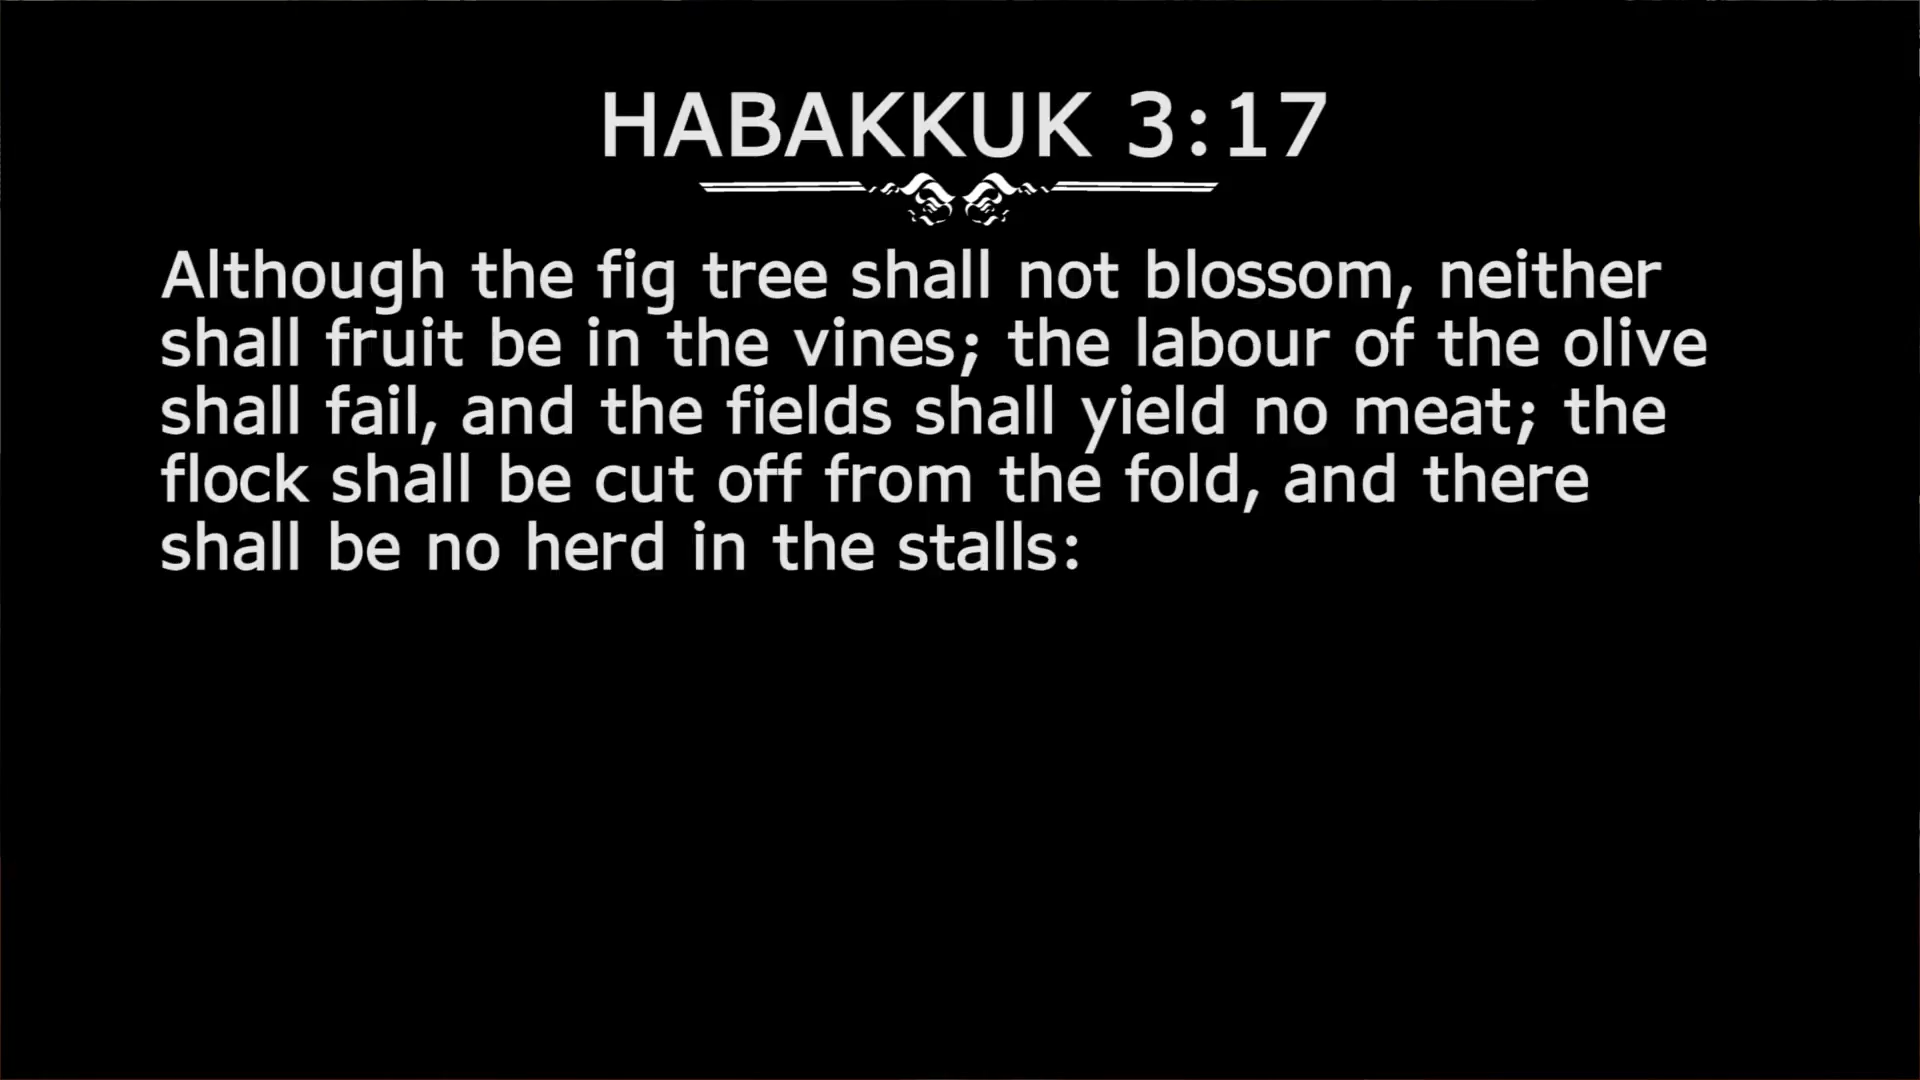 HABAKKUK 3:17
Although the fig tree shall not blossom, neither
shall fruit be in the vines; the labour of the olive
shall fail, and the fields shall yield no meat; the
flock shall be cut off from the fold, and there
shall be no herd in the stalls: